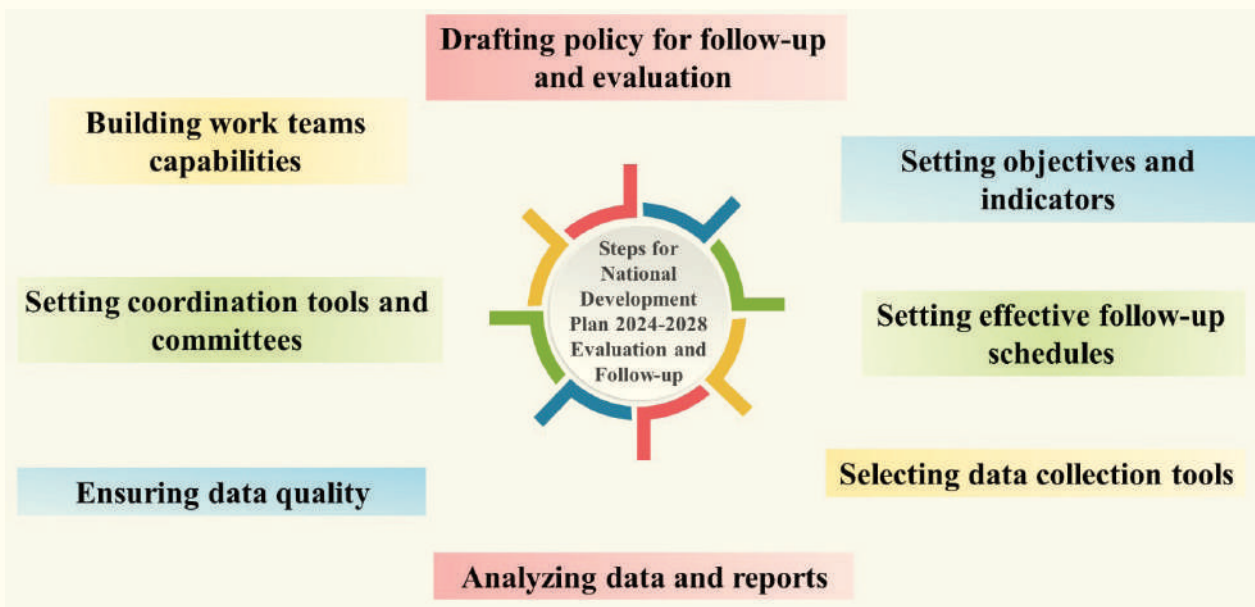 Drafting policy for follow-up
and evaluation
Building work teams
capabilities
Setting objectives and
indicators
Steps for
National
Development
Plan 2024-2028
Evaluation and
Follow-up
Setting coordination tools and
committees
Setting effective follow-up
schedules
Ensuring data quality
Selecting data collection tools
Analyzing data and reports